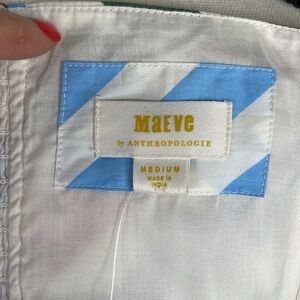 Maeve
by ANTHROPOLOGIE
MEDIUM
MADE IN
INDIA